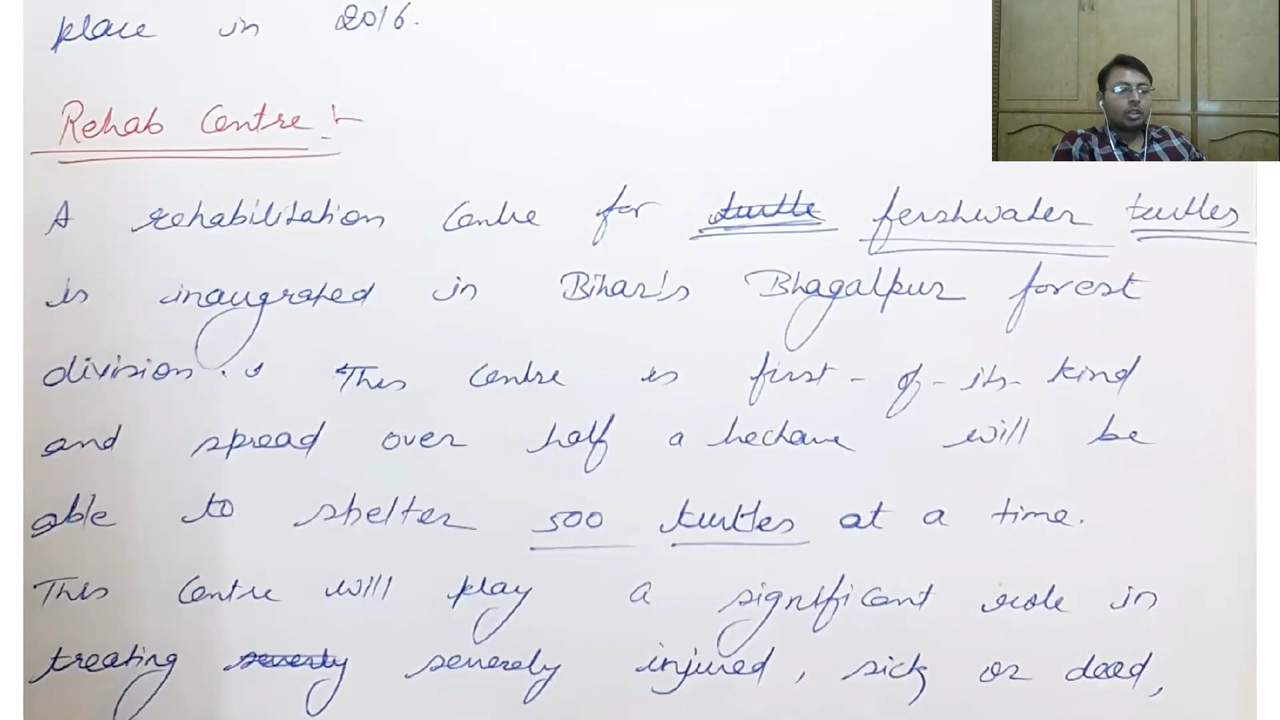 place in 2016.
Rehab Centre :-
A rehabilitation Centre for turtle fershwater turtles
is inaugrated in Bihar's Bhagalpur forest
division. This Centre is first-of-its-kind
and spread over half a hectare will be
able to shelter 500 turtles at a time.
This Centre will play a significant role in
treating severly severely injured, sick or dead,